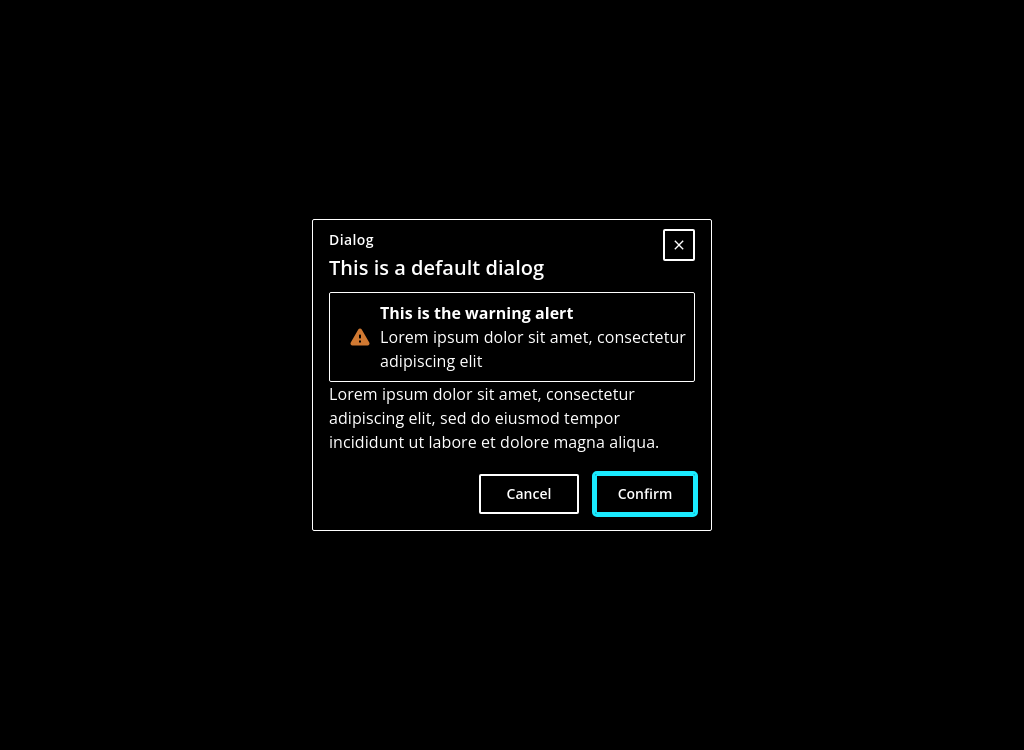 Dialog
This is a default dialog
This is the warning alert
Lorem ipsum dolor sit amet, consectetur
adipiscing elit
Lorem ipsum dolor sit amet, consectetur
adipiscing elit, sed do eiusmod tempor
incididunt ut labore et dolore magna aliqua.
Cancel
Confirm